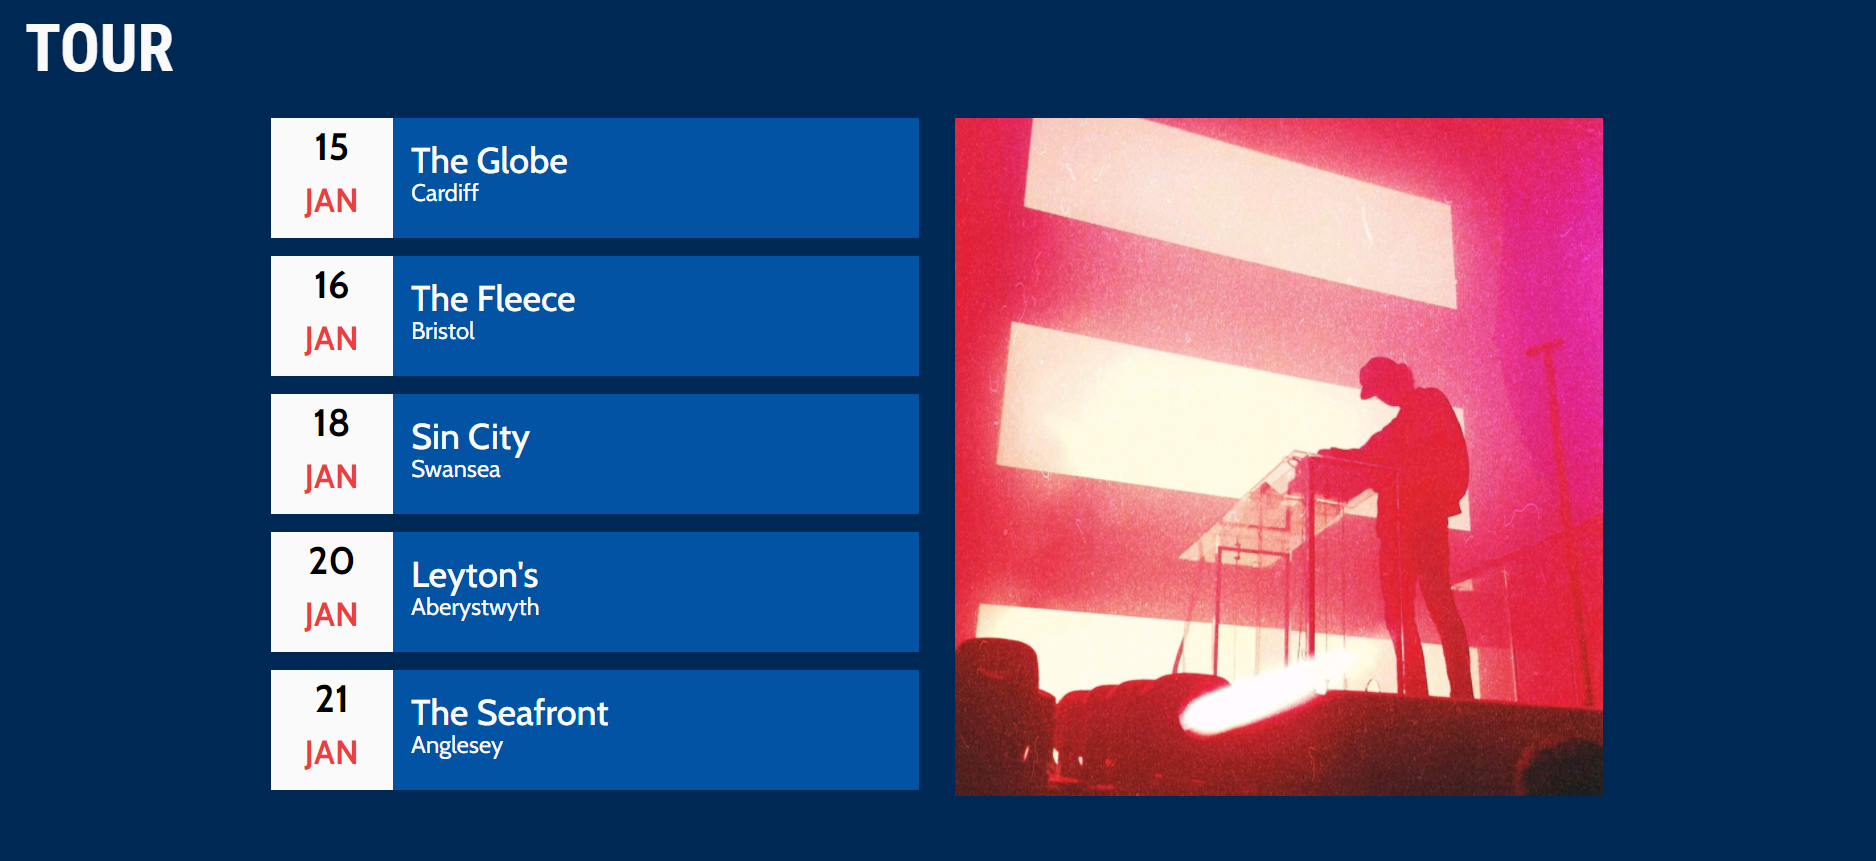 TOUR
15
JAN
The Globe
Cardiff
16
JAN
The Fleece
Bristol
18
JAN
Sin City
Swansea
20
JAN
Leyton's
Aberystwyth
21
JAN
The Seafront
Anglesey